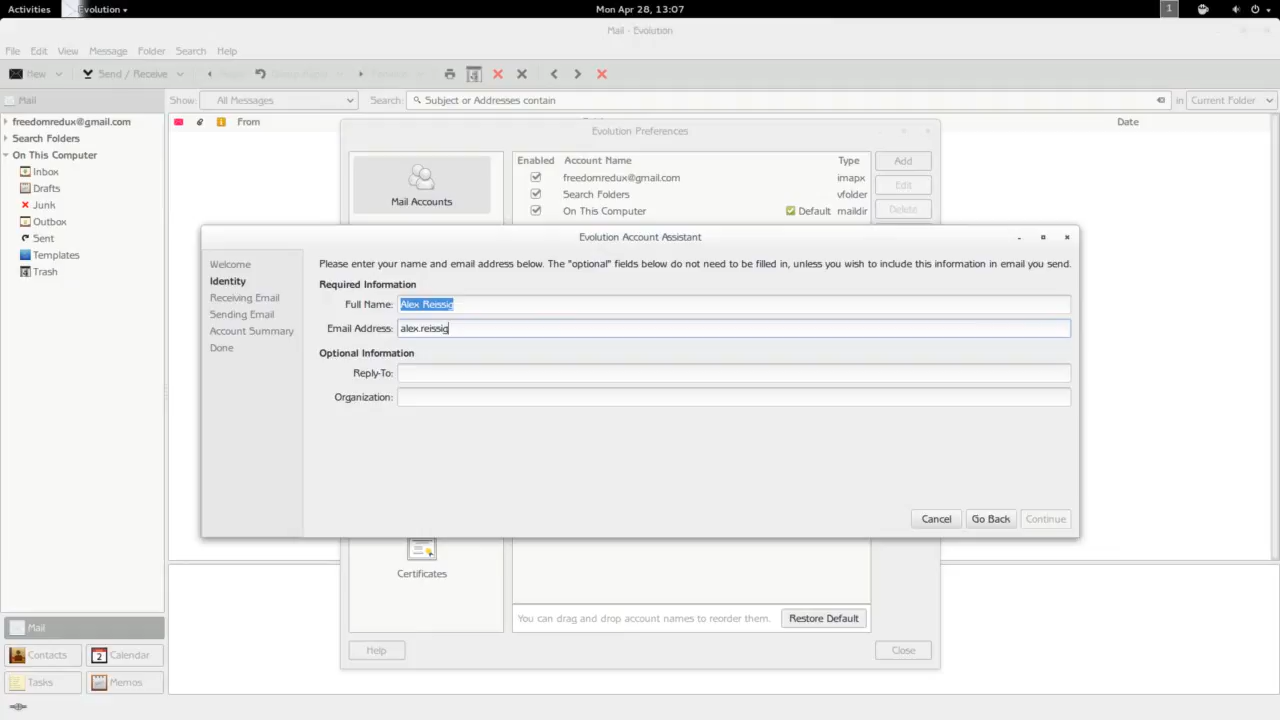 Activities Evolution Mon Apr 28, 13:07 1
Mail - Evolution
File Edit View Message Folder Search Help
New Send / Receive
Mail Show: All Messages Search: Subject or Addresses contain in Current Folder
freedomredux@gmail.com
Search Folders
On This Computer
Inbox
Drafts
Junk
Outbox
Sent
Templates
Trash
From Date
Evolution Preferences
Mail Accounts
Enabled Account Name Type
freedomredux@gmail.com imapx
Search Folders vfolder
On This Computer Default maildir
Add
Edit
Delete
Evolution Account Assistant
Welcome
Identity
Receiving Email
Sending Email
Account Summary
Done
Please enter your name and email address below. The "optional" fields below do not need to be filled in, unless you wish to include this information in email you send.
Required Information
Full Name: Alex Reissig
Email Address: alex.reissig
Optional Information
Reply-To:
Organization:
Cancel Go Back Continue
Certificates
You can drag and drop account names to reorder them. Restore Default
Help Close
Mail
Contacts 2 Calendar
Tasks Memos